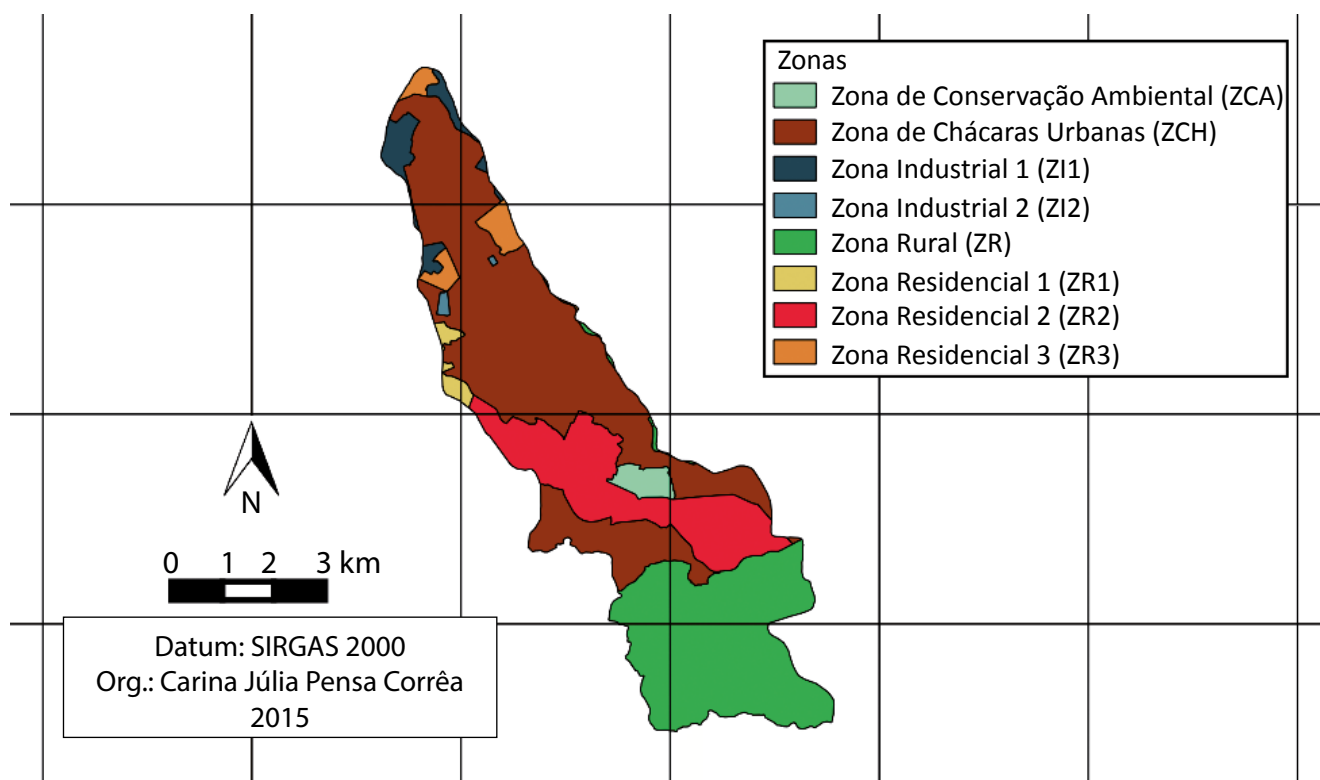 Zonas
Zona de Conservação Ambiental (ZCA)
Zona de Chácaras Urbanas (ZCH)
Zona Industrial 1 (ZI1)
Zona Industrial 2 (ZI2)
Zona Rural (ZR)
Zona Residencial 1 (ZR1)
Zona Residencial 2 (ZR2)
Zona Residencial 3 (ZR3)
N
0 1 2 3 km
Datum: SIRGAS 2000
Org.: Carina Júlia Pensa Corrêa
2015